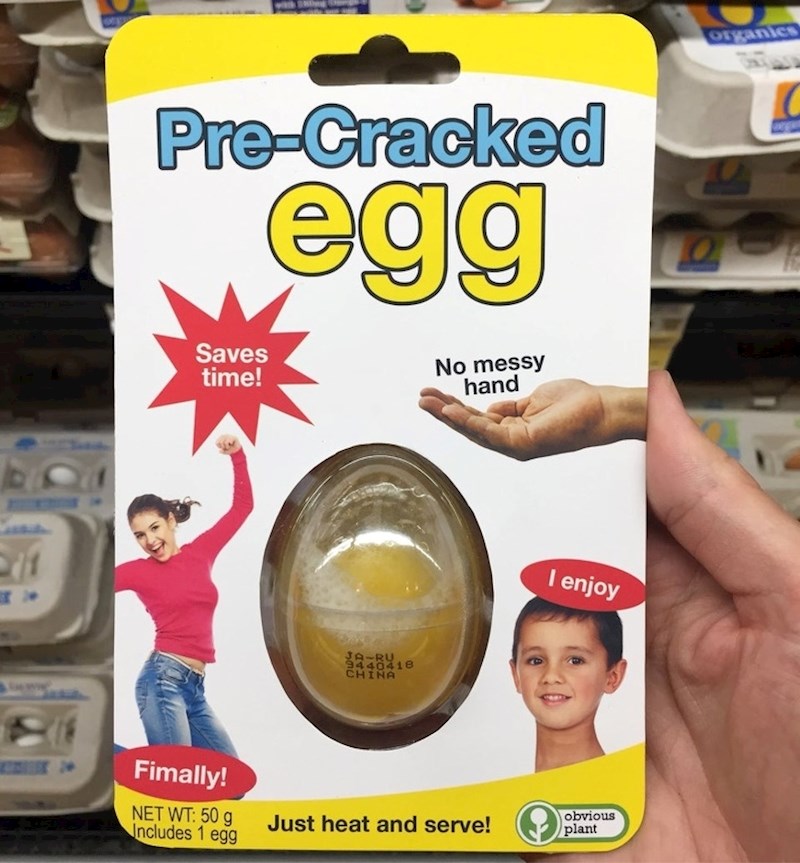 organics
Pre-Cracked
egg
Saves
time!
No messy
hand
I enjoy
JA-RU
9440418
CHINA
Fimally!
NET WT: 50 g
Includes 1 egg
Just heat and serve!
obvious
plant